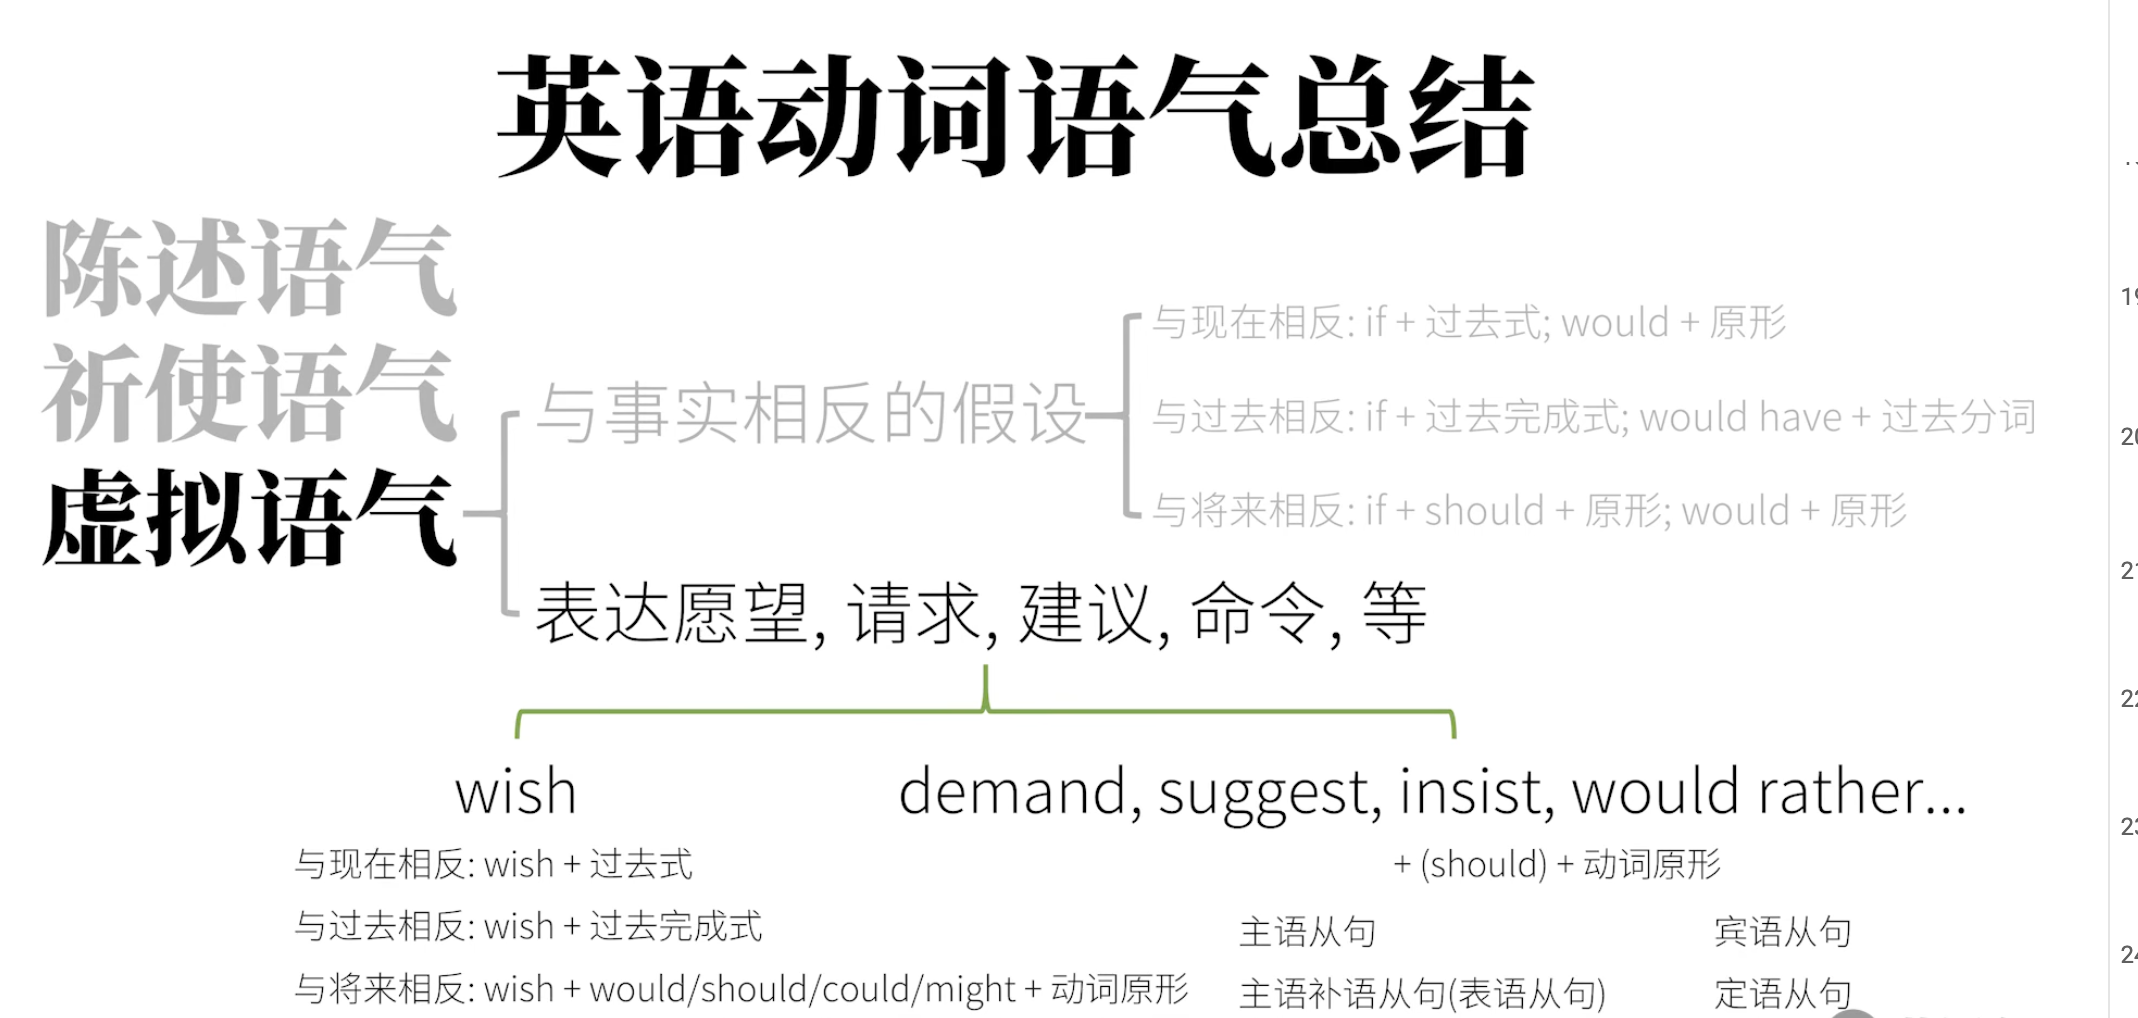 英语动词语气总结
陈述语气
祈使语气
虚拟语气
与事实相反的假设
与现在相反: if + 过去式; would + 原形
与过去相反: if + 过去完成式; would have + 过去分词
与将来相反: if + should + 原形; would + 原形
表达愿望, 请求, 建议, 命令, 等
wish
与现在相反: wish + 过去式
与过去相反: wish + 过去完成式
与将来相反: wish + would/should/could/might + 动词原形
demand, suggest, insist, would rather...
+ (should) + 动词原形
主语从句 宾语从句
主语补语从句(表语从句) 定语从句